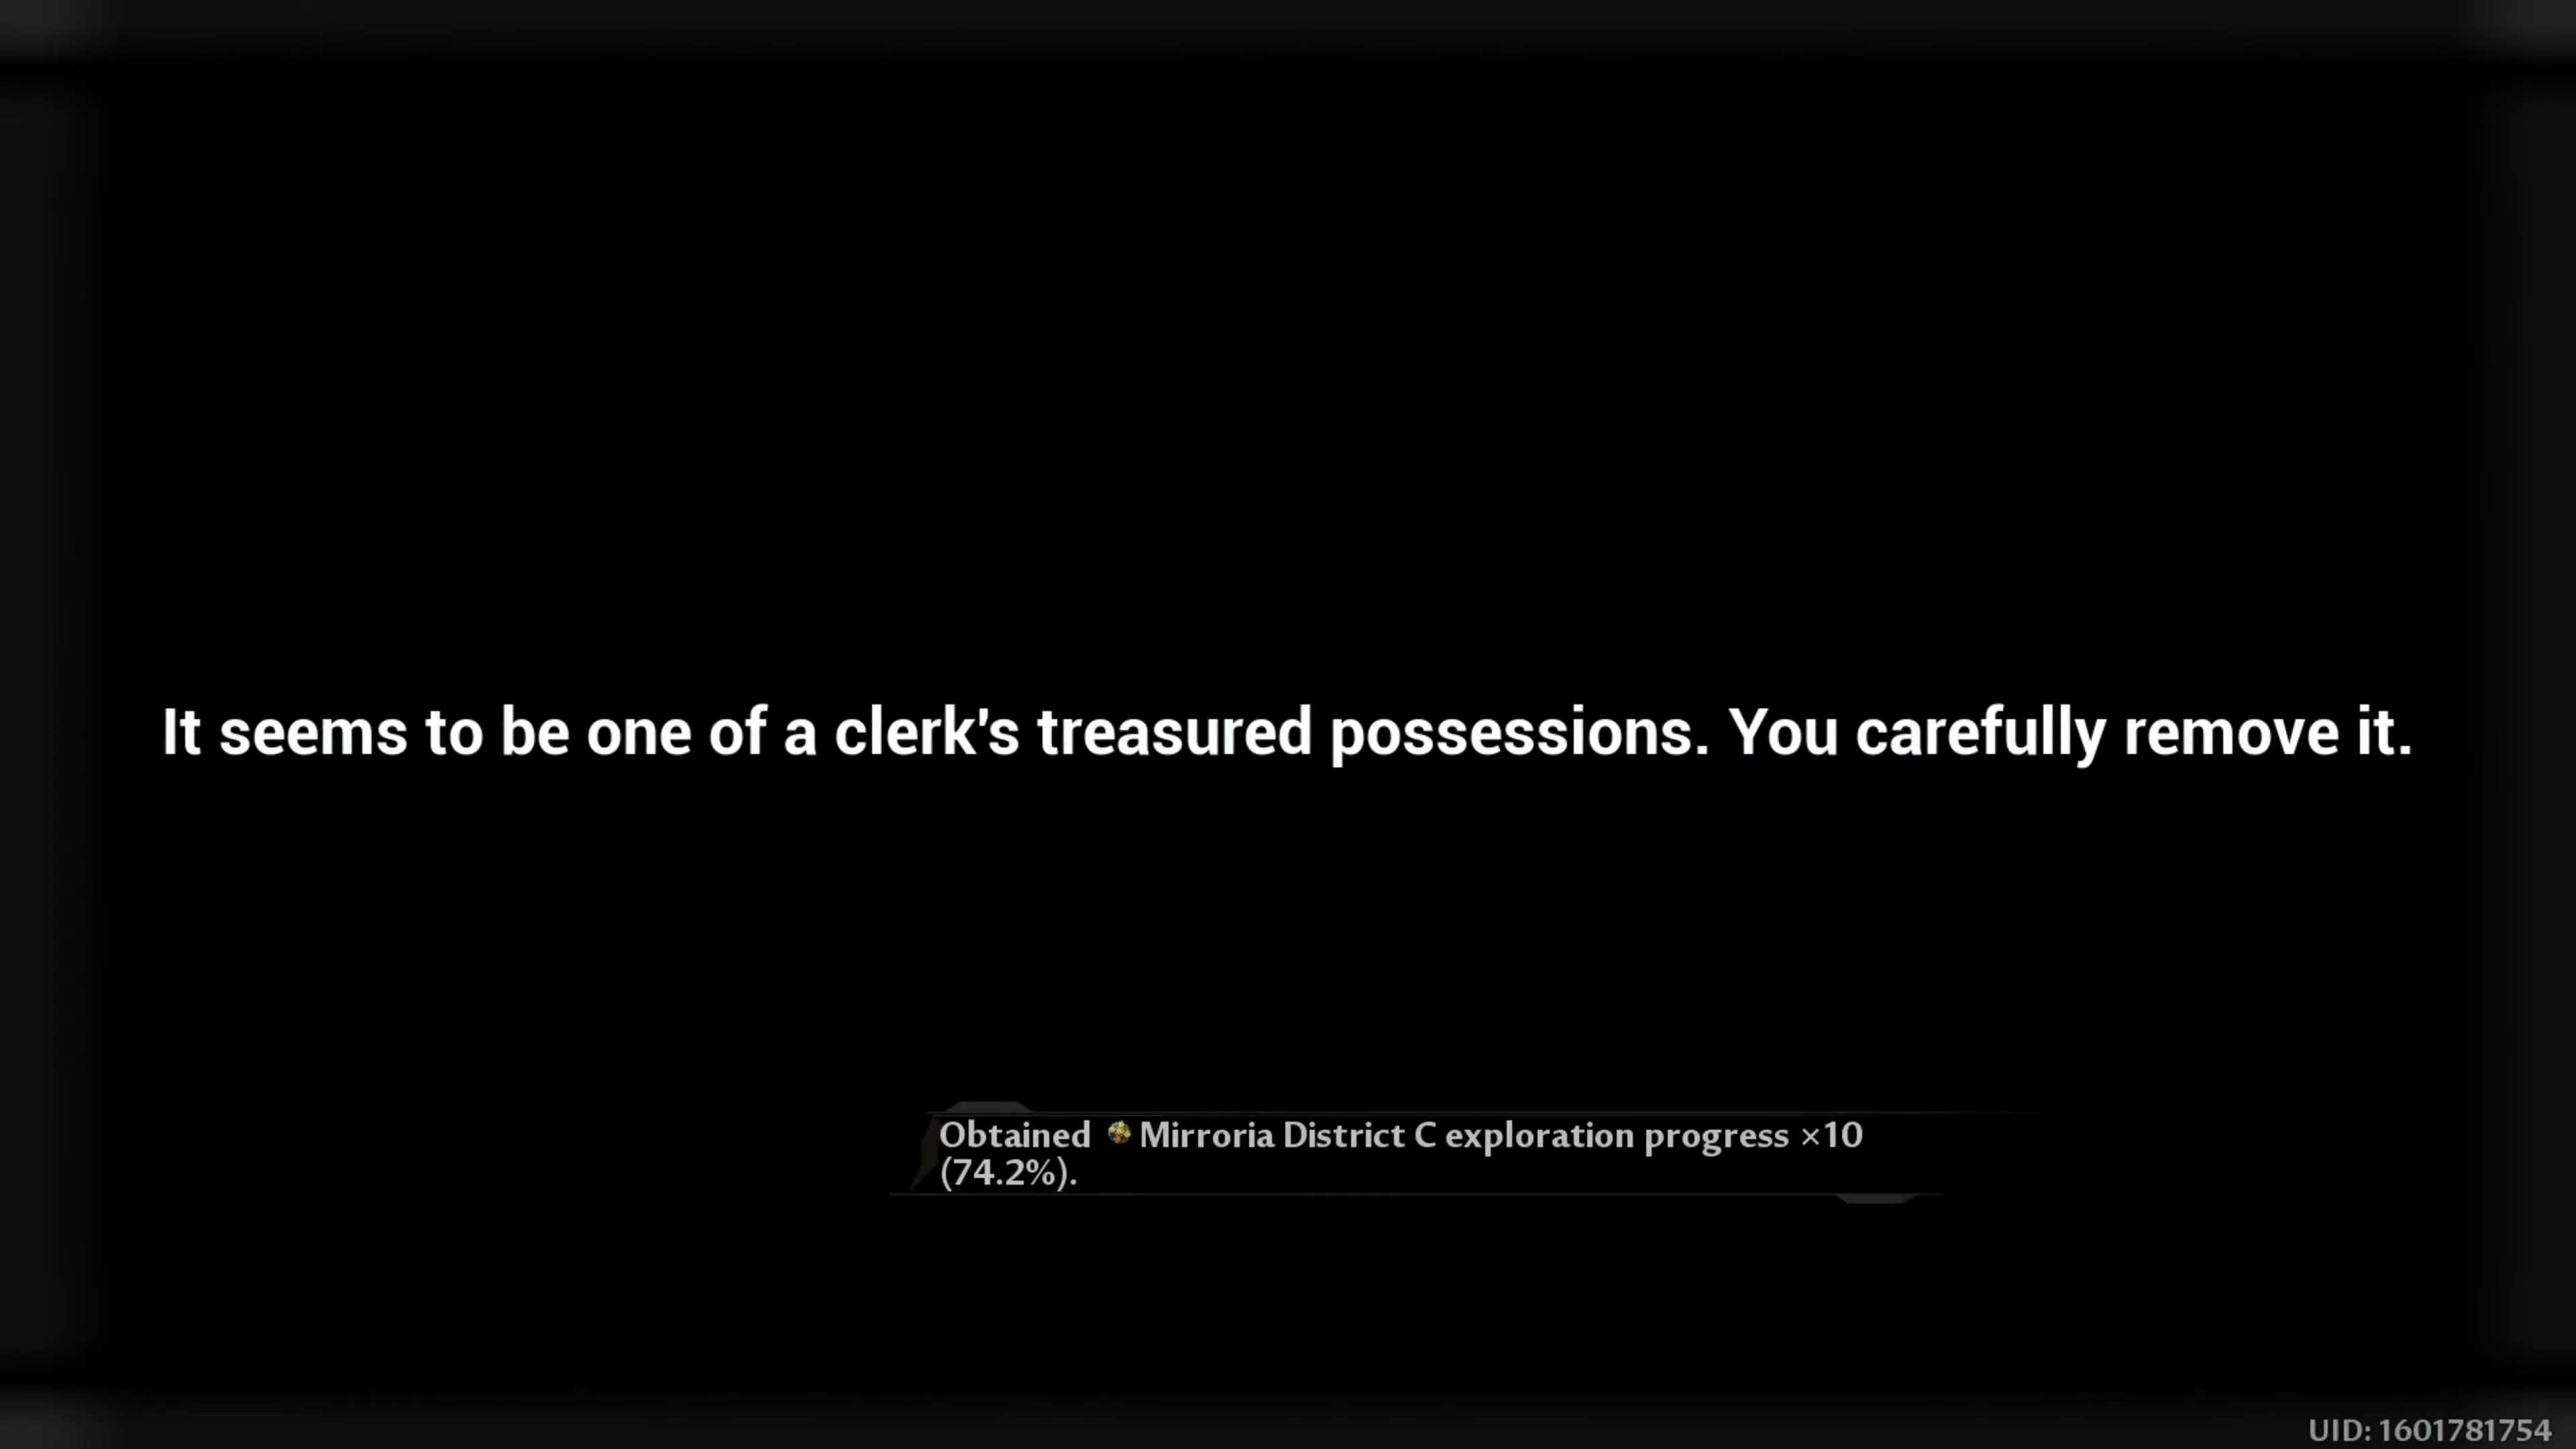 It seems to be one of a clerk's treasured possessions. You carefully remove it.
Obtained Mirroria District C exploration progress ×10
(74.2%).
UID: 1601781754